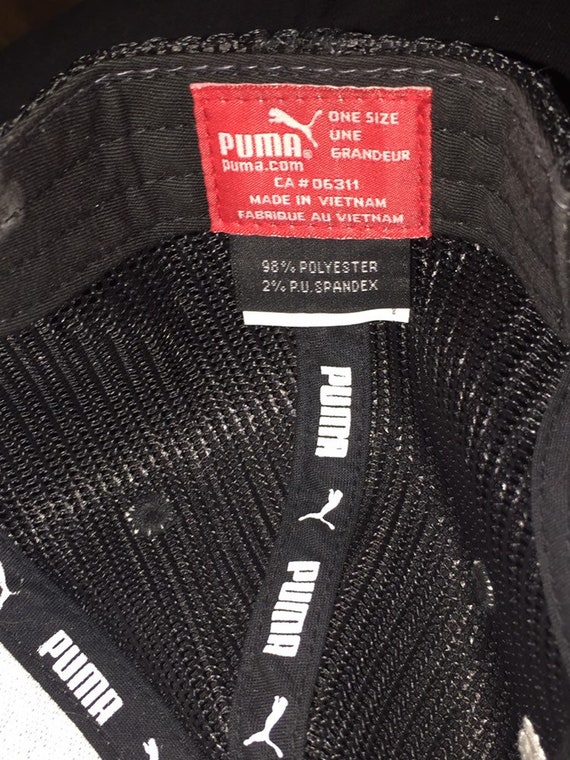 PUMA®
puma.com
ONE SIZE
UNE
GRANDEUR
CA # 06311
MADE IN VIETNAM
FABRIQUE AU VIETNAM
98% POLYESTER
2% P.U. SPANDEX
PUMA
PUMA
PUMA